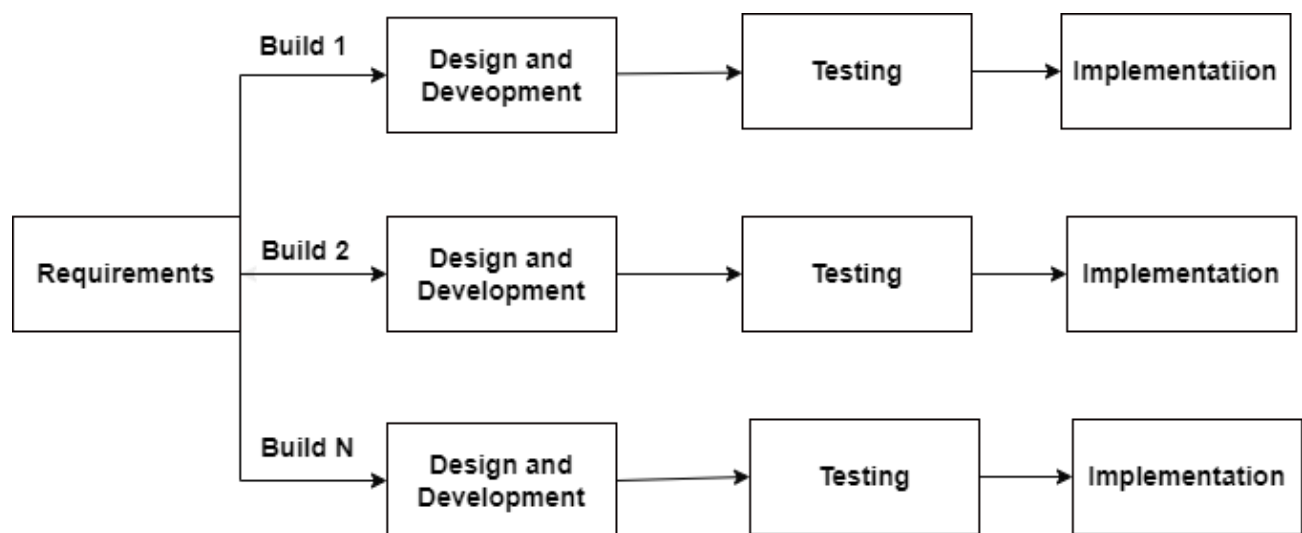 Build 1
Design and
Deveopment
Testing
Implementatiion
Requirements
Build 2
Design and
Development
Testing
Implementation
Build N
Design and
Development
Testing
Implementation